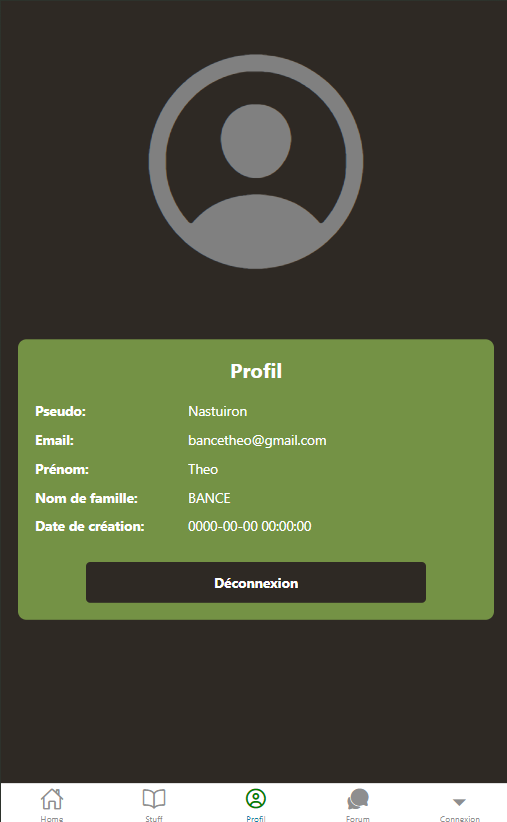 Profil
Pseudo: Nastuiron
Email: bancetheo@gmail.com
Prénom: Theo
Nom de famille: BANCE
Date de création: 0000-00-00 00:00:00
Déconnexion
Home Stuff Profil Forum Connexion